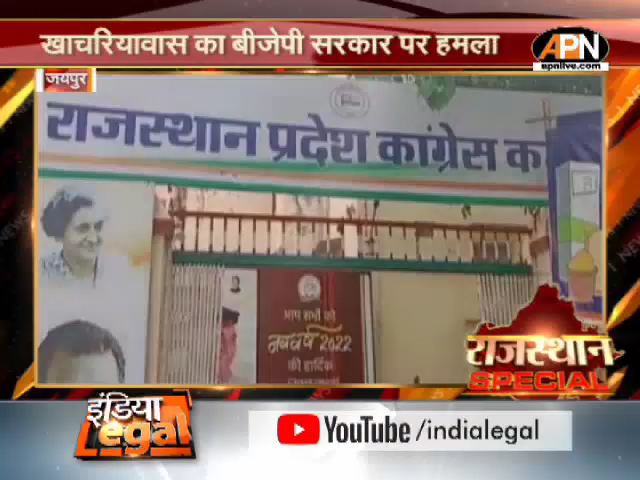 खाचरियावास का बीजेपी सरकार पर हमला
APN
apnlive.com
जयपुर
राजस्थान प्रदेश कांग्रेस क
आप सभी को
नववर्ष 2022
की हार्दिक
राजस्थान
SPECIAL
इंडिया
Legal
YouTube /indialegal